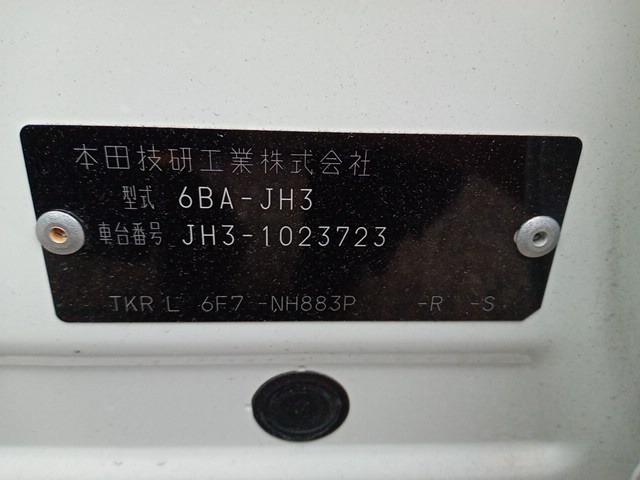 本田技研工業株式会社
型式 6BA-JH3
車台番号 JH3-1023723
TKR L 6F7 -NH883P -R -S